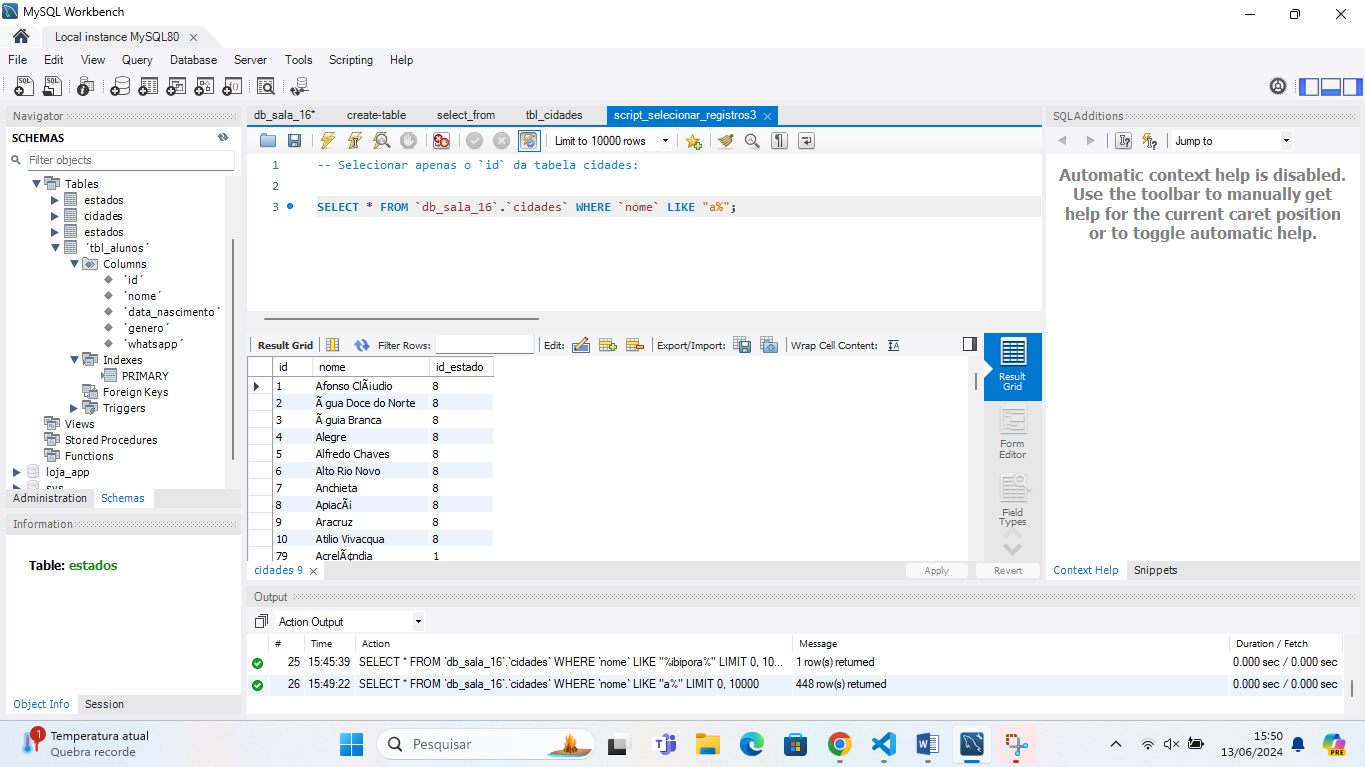 MySQL Workbench
Local instance MySQL80
File Edit View Query Database Server Tools Scripting Help
Navigator
SCHEMAS
Filter objects
Tables
estados
cidades
estados
´tbl_alunos´
Columns
´id´
´nome´
´data_nascimento´
´genero´
´whatsapp´
Indexes
PRIMARY
Foreign Keys
Triggers
Views
Stored Procedures
Functions
loja_app
sys
Administration Schemas
Information
Table: estados
Object Info Session
db_sala_16* create-table select_from tbl_cidades script_selecionar_registros3
Limit to 10000 rows
1 -- Selecionar apenas o `id` da tabela cidades:
2
3 SELECT * FROM `db_sala_16`.`cidades` WHERE `nome` LIKE "a%";
Result Grid Filter Rows: Edit: Export/Import: Wrap Cell Content:
id nome id_estado
1 Afonso ClÃ¡udio 8
2 Ã gua Doce do Norte 8
3 Ã guia Branca 8
4 Alegre 8
5 Alfredo Chaves 8
6 Alto Rio Novo 8
7 Anchieta 8
8 ApiacÃ¡ 8
9 Aracruz 8
10 Atilio Vivacqua 8
79 AcrelÃ¢ndia 1
Result Grid
Form Editor
Field Types
cidades 9 Apply Revert
SQLAdditions
Jump to
Automatic context help is disabled.
Use the toolbar to manually get
help for the current caret position
or to toggle automatic help.
Context Help Snippets
Output
Action Output
# Time Action Message Duration / Fetch
25 15:45:39 SELECT * FROM `db_sala_16`.`cidades` WHERE `nome` LIKE "%ibipora%" LIMIT 0, 10... 1 row(s) returned 0.000 sec / 0.000 sec
26 15:49:22 SELECT * FROM `db_sala_16`.`cidades` WHERE `nome` LIKE "a%" LIMIT 0, 10000 448 row(s) returned 0.000 sec / 0.000 sec
1
Temperatura atual
Quebra recorde
Pesquisar
15:50
13/06/2024
PRE